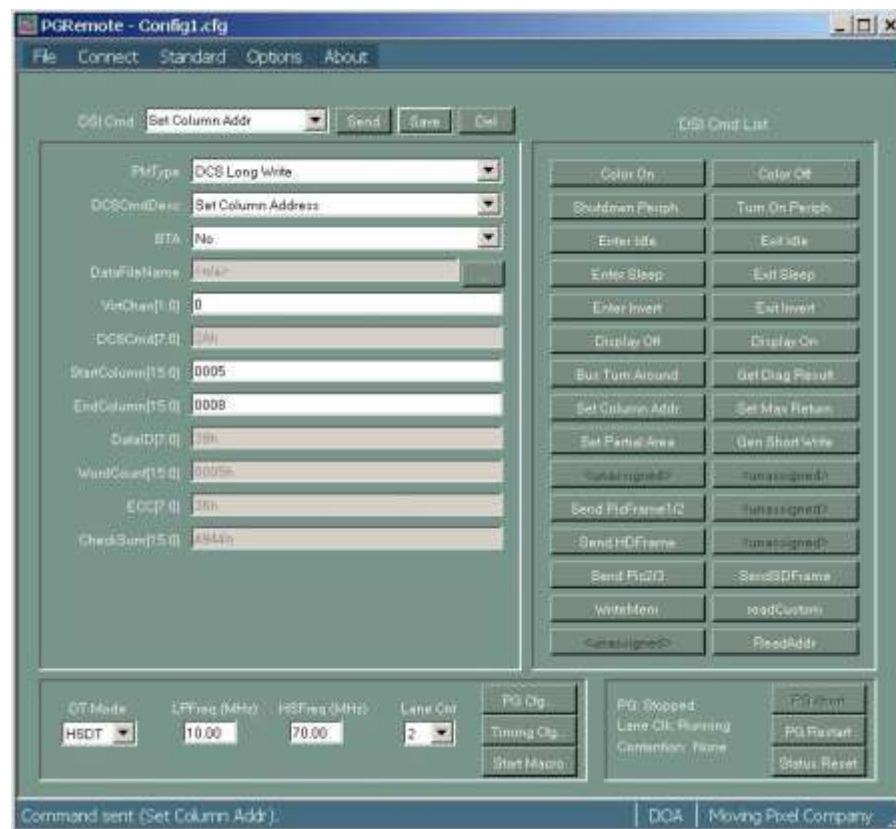 PGRemote - Config1.cfg
File Connect Standard Options About
DSI Cmd Set Column Addr Send Save Del
DSI Cmd List
PktType DCS Long Write
DCSCmdDesc Set Column Address
BTA No
DataFileName <n/a> ...
VirtChan[1:0] 0
DCSCmd[7:0]
StartColumn[15:0] 0005
EndColumn[15:0] 0008
DataID[7:0] 39h
WordCount[15:0] 0005h
ECC[7:0] 36h
CheckSum[15:0]
Color On Color Off
Shutdown Periph Turn On Periph
Enter Idle Exit Idle
Enter Sleep Exit Sleep
Enter Invert Exit Invert
Display Off Display On
Bus Turn Around Get Diag Result
Set Column Addr Set Max Return
Set Partial Area Gen Short Write
<unassigned> <unassigned>
Send PicFrame1/2 <unassigned>
Send HDFrame <unassigned>
Send Pic2/3 SendSDFrame
WriteMem readCustom
<unassigned> ReadAddr
DT Mode LPFreq (MHz) HSFreq (MHz) Lane Cnt
HSDT 10.00 70.00 2
PG Cfg...
Timing Cfg...
Start Macro
PG: Stopped
Lane Clk: Running
Contention: None
PG Abort
PG Restart
Status Reset
Command sent (Set Column Addr). DOA Moving Pixel Company